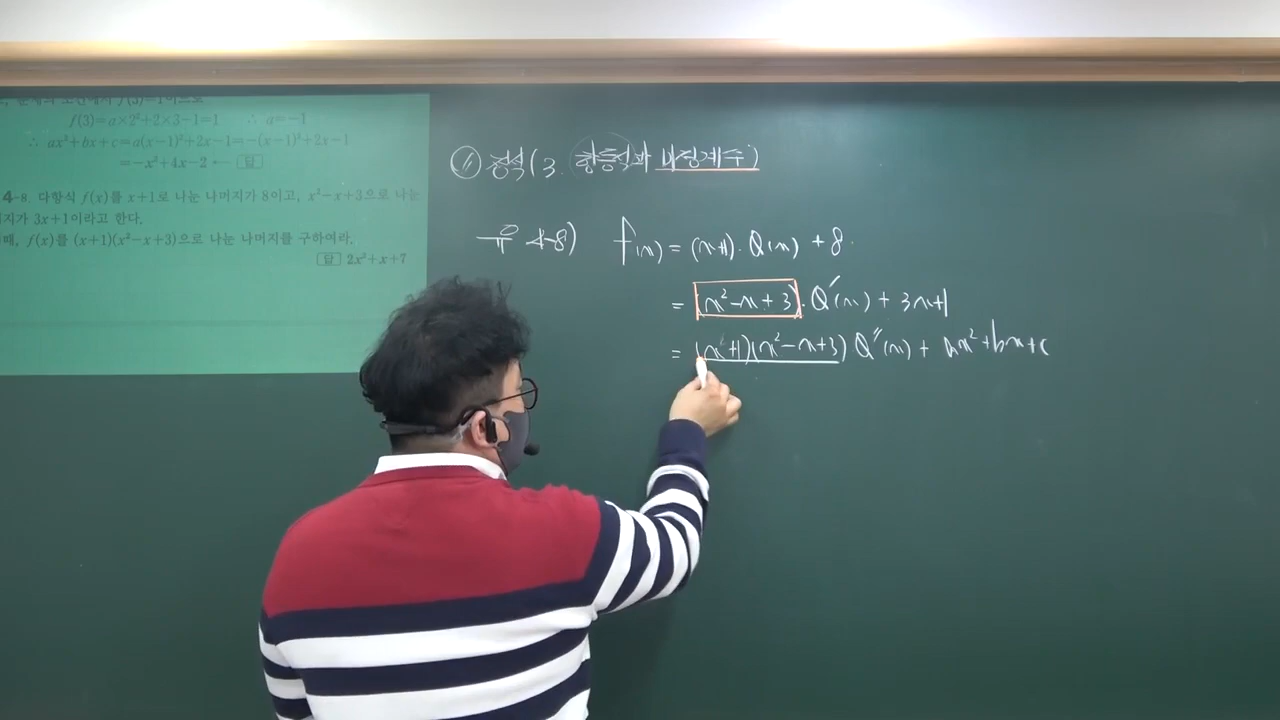 f(3)=a×2²+2×3-1=1 ∴ a=-1
∴ ax²+bx+c=a(x-1)²+2x-1=-(x-1)²+2x-1
=-x²+4x-2 ← 답
4-8. 다항식 f(x)를 x+1로 나눈 나머지가 8이고, x²-x+3으로 나눈
지가 3x+1이라고 한다.
때, f(x)를 (x+1)(x²-x+3)으로 나눈 나머지를 구하여라.
답 2x²+x+7
정석(3. 항등식과 미정계수)
유 4-8) f(x) = (x+1)·Q(x) + 8.
= (x²-x+3)·Q′(x) + 3x+1
= (x+1)(x²-x+3) Q″(x) + ax²+bx+c